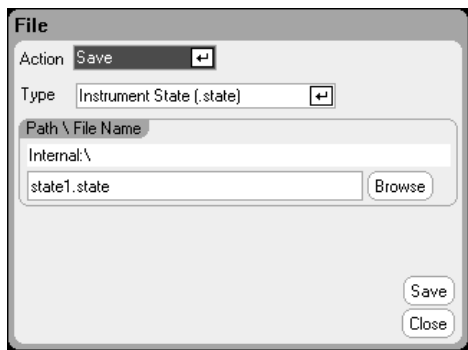 File
Action Save
Type Instrument State (.state)
Path \ File Name
Internal:\
state1.state Browse
Save
Close